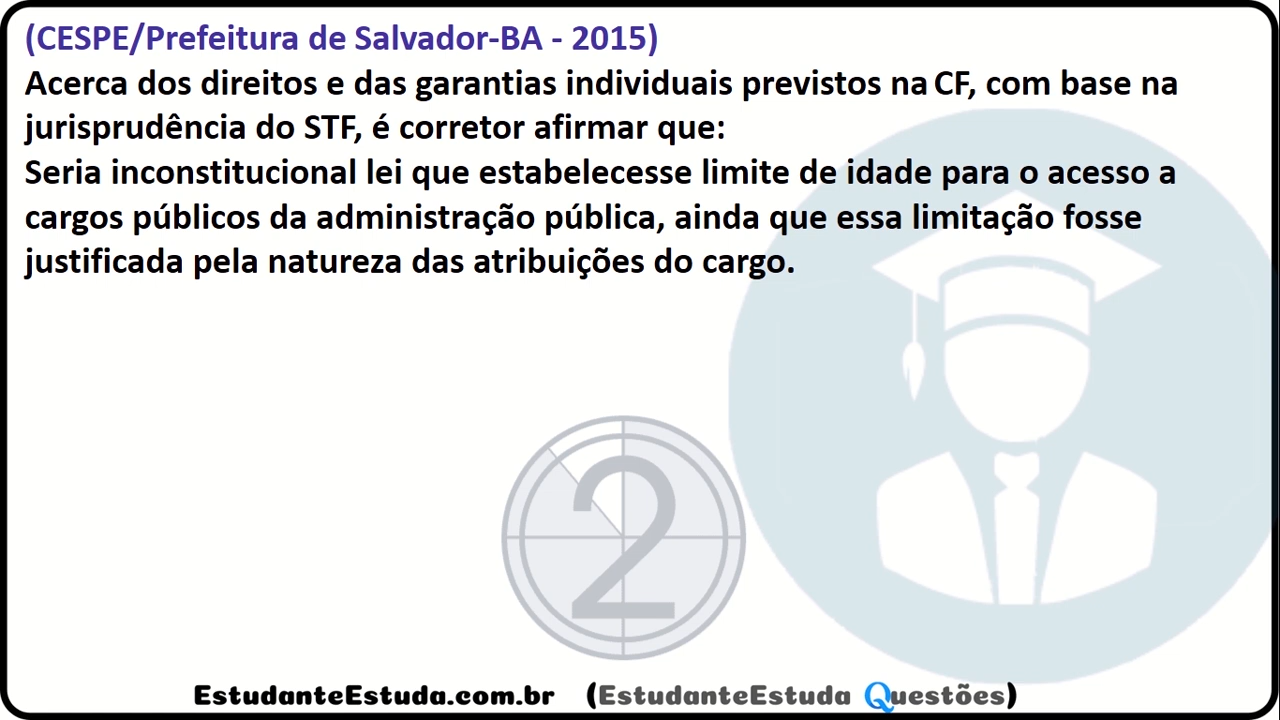 (CESPE/Prefeitura de Salvador-BA - 2015)
Acerca dos direitos e das garantias individuais previstos na CF, com base na
jurisprudência do STF, é corretor afirmar que:
Seria inconstitucional lei que estabelecesse limite de idade para o acesso a
cargos públicos da administração pública, ainda que essa limitação fosse
justificada pela natureza das atribuições do cargo.
2
EstudanteEstuda.com.br (EstudanteEstuda Questões)